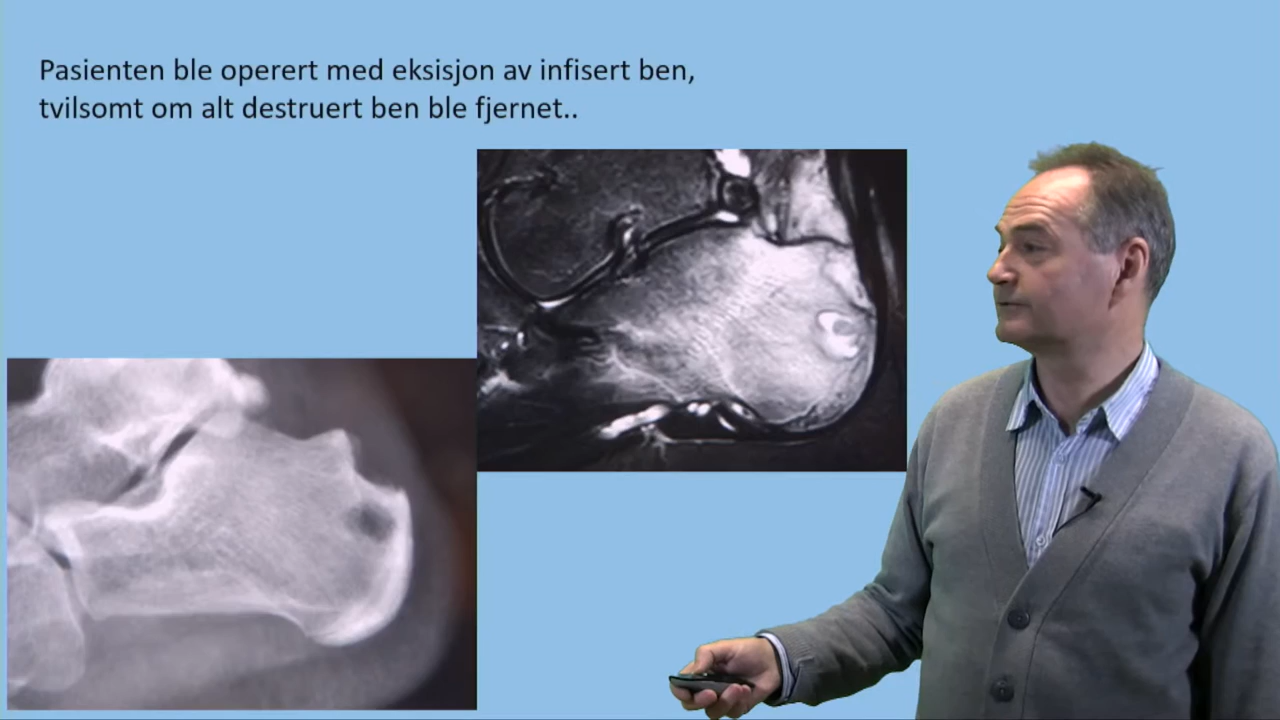 Pasienten ble operert med eksisjon av infisert ben,
tvilsomt om alt destruert ben ble fjernet..